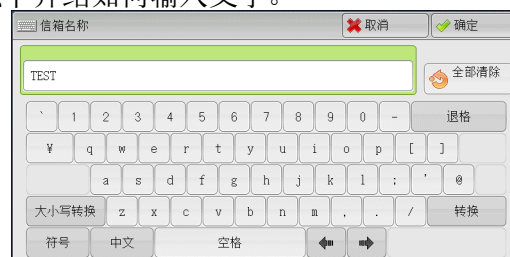 下介绍如何输入文字。
信箱名称 取消 确定
TEST 全部清除
` 1 2 3 4 5 6 7 8 9 0 - 退格
¥ q w e r t y u i o p [ ]
a s d f g h j k l ; ' @
大小写转换 z x c v b n m , . / 转换
符号 中文 空格